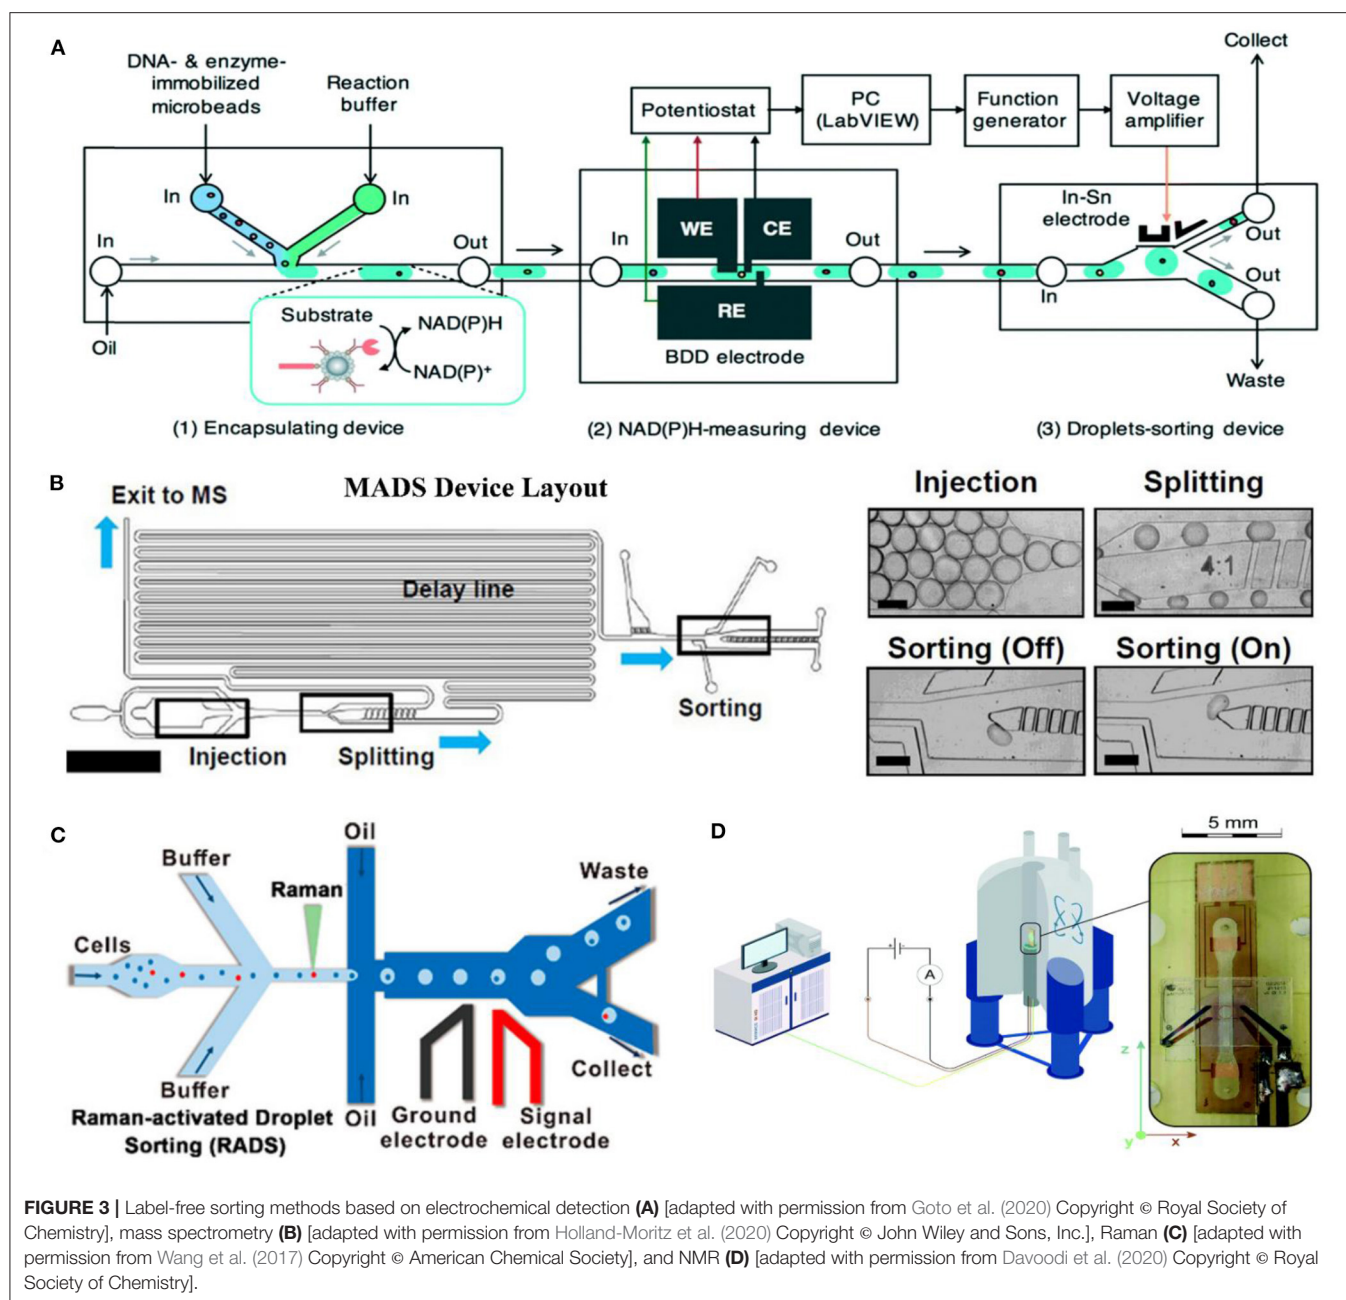 A
DNA- & enzyme-
immobilized
microbeads
Reaction
buffer
Potentiostat
PC
(LabVIEW)
Function
generator
Voltage
amplifier
Collect
In
In
In
Out
Oil
Substrate
NAD(P)H
NAD(P)+
In
WE
CE
RE
BDD electrode
Out
In-Sn
electrode
In
Out
Out
Waste
(1) Encapsulating device
(2) NAD(P)H-measuring device
(3) Droplets-sorting device
B
Exit to MS
MADS Device Layout
Delay line
Injection
Splitting
Sorting
Injection
Splitting
4:1
Sorting (Off)
Sorting (On)
C
Buffer
Oil
Raman
Waste
Cells
Buffer
Oil
Ground
electrode
Signal
electrode
Collect
Raman-activated Droplet
Sorting (RADS)
D
5 mm
A
z
y
x
FIGURE 3 | Label-free sorting methods based on electrochemical detection (A) [adapted with permission from Goto et al. (2020) Copyright © Royal Society of
Chemistry], mass spectrometry (B) [adapted with permission from Holland-Moritz et al. (2020) Copyright © John Wiley and Sons, Inc.], Raman (C) [adapted with
permission from Wang et al. (2017) Copyright © American Chemical Society], and NMR (D) [adapted with permission from Davoodi et al. (2020) Copyright © Royal
Society of Chemistry].